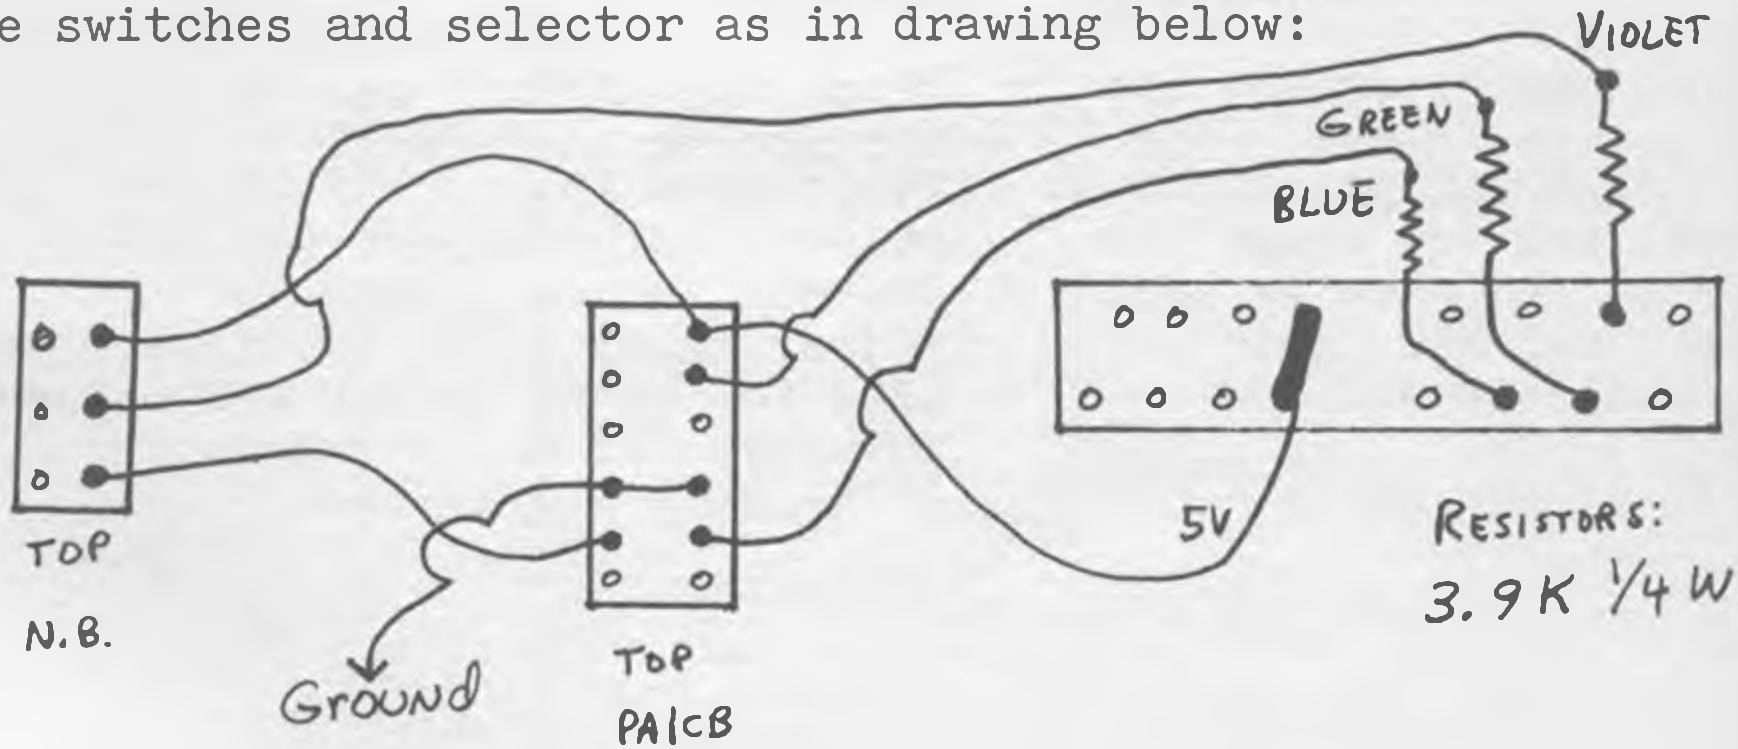 e switches and selector as in drawing below:
VIOLET
GREEN
BLUE
5V
RESISTORS:
3.9K 1/4 W
TOP
N.B.
Ground
TOP
PA/CB